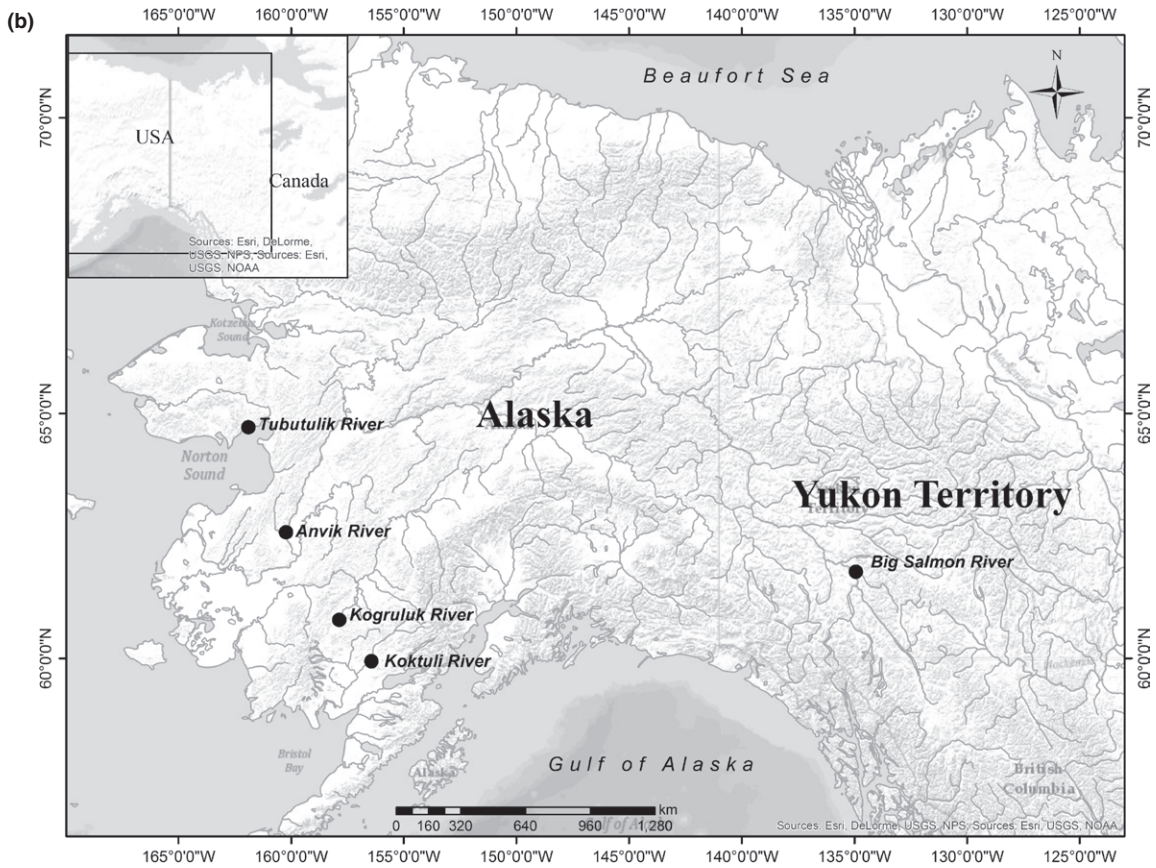 (b)
165°0'0"W 160°0'0"W 155°0'0"W 150°0'0"W 145°0'0"W 140°0'0"W 135°0'0"W 130°0'0"W 125°0'0"W
N
Beaufort Sea
70°0'0"N
70°0'0"N
USA
Canada
Sources: Esri, DeLorme,
USGS, NPS, Sources: Esri,
USGS, NOAA
Kotzebue
Sound
65°0'0"N
65°0'0"N
Alaska
Tubutulik River
Norton
Sound
Yukon Territory
Territory
Anvik River
Big Salmon River
Kogruluk River
60°0'0"N
60°0'0"N
Koktuli River
Bristol
Bay
Alaska
Gulf of Alaska
British
Columbia
km
0 160 320 640 960 1,280
Sources: Esri, DeLorme, USGS, NPS, Sources: Esri, USGS, NOAA
165°0'0"W 160°0'0"W 155°0'0"W 150°0'0"W 145°0'0"W 140°0'0"W 135°0'0"W 130°0'0"W 125°0'0"W